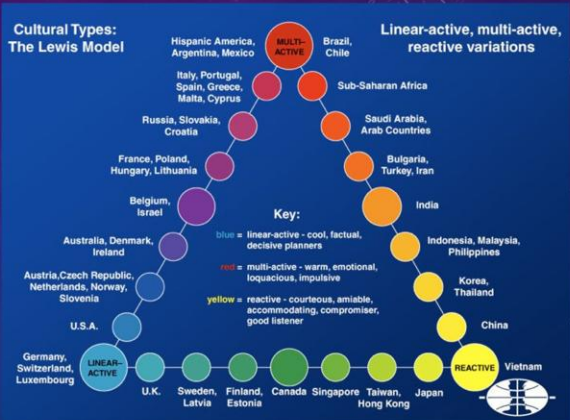 Cultural Types:
The Lewis Model
Linear-active, multi-active,
reactive variations
Hispanic America,
Argentina, Mexico
MULTI-
ACTIVE
Brazil,
Chile
Italy, Portugal,
Spain, Greece,
Malta, Cyprus
Sub-Saharan Africa
Russia, Slovakia,
Croatia
Saudi Arabia,
Arab Countries
France, Poland,
Hungary, Lithuania
Bulgaria,
Turkey, Iran
Belgium,
Israel
India
Key:
blue = linear-active - cool, factual,
decisive planners
red = multi-active - warm, emotional,
loquacious, impulsive
yellow = reactive - courteous, amiable,
accommodating, compromiser,
good listener
Australia, Denmark,
Ireland
Indonesia, Malaysia,
Philippines
Austria,Czech Republic,
Netherlands, Norway,
Slovenia
Korea,
Thailand
U.S.A.
China
Germany,
Switzerland,
Luxembourg
LINEAR-
ACTIVE
REACTIVE
Vietnam
U.K.
Sweden,
Latvia
Finland,
Estonia
Canada
Singapore
Taiwan,
Hong Kong
Japan